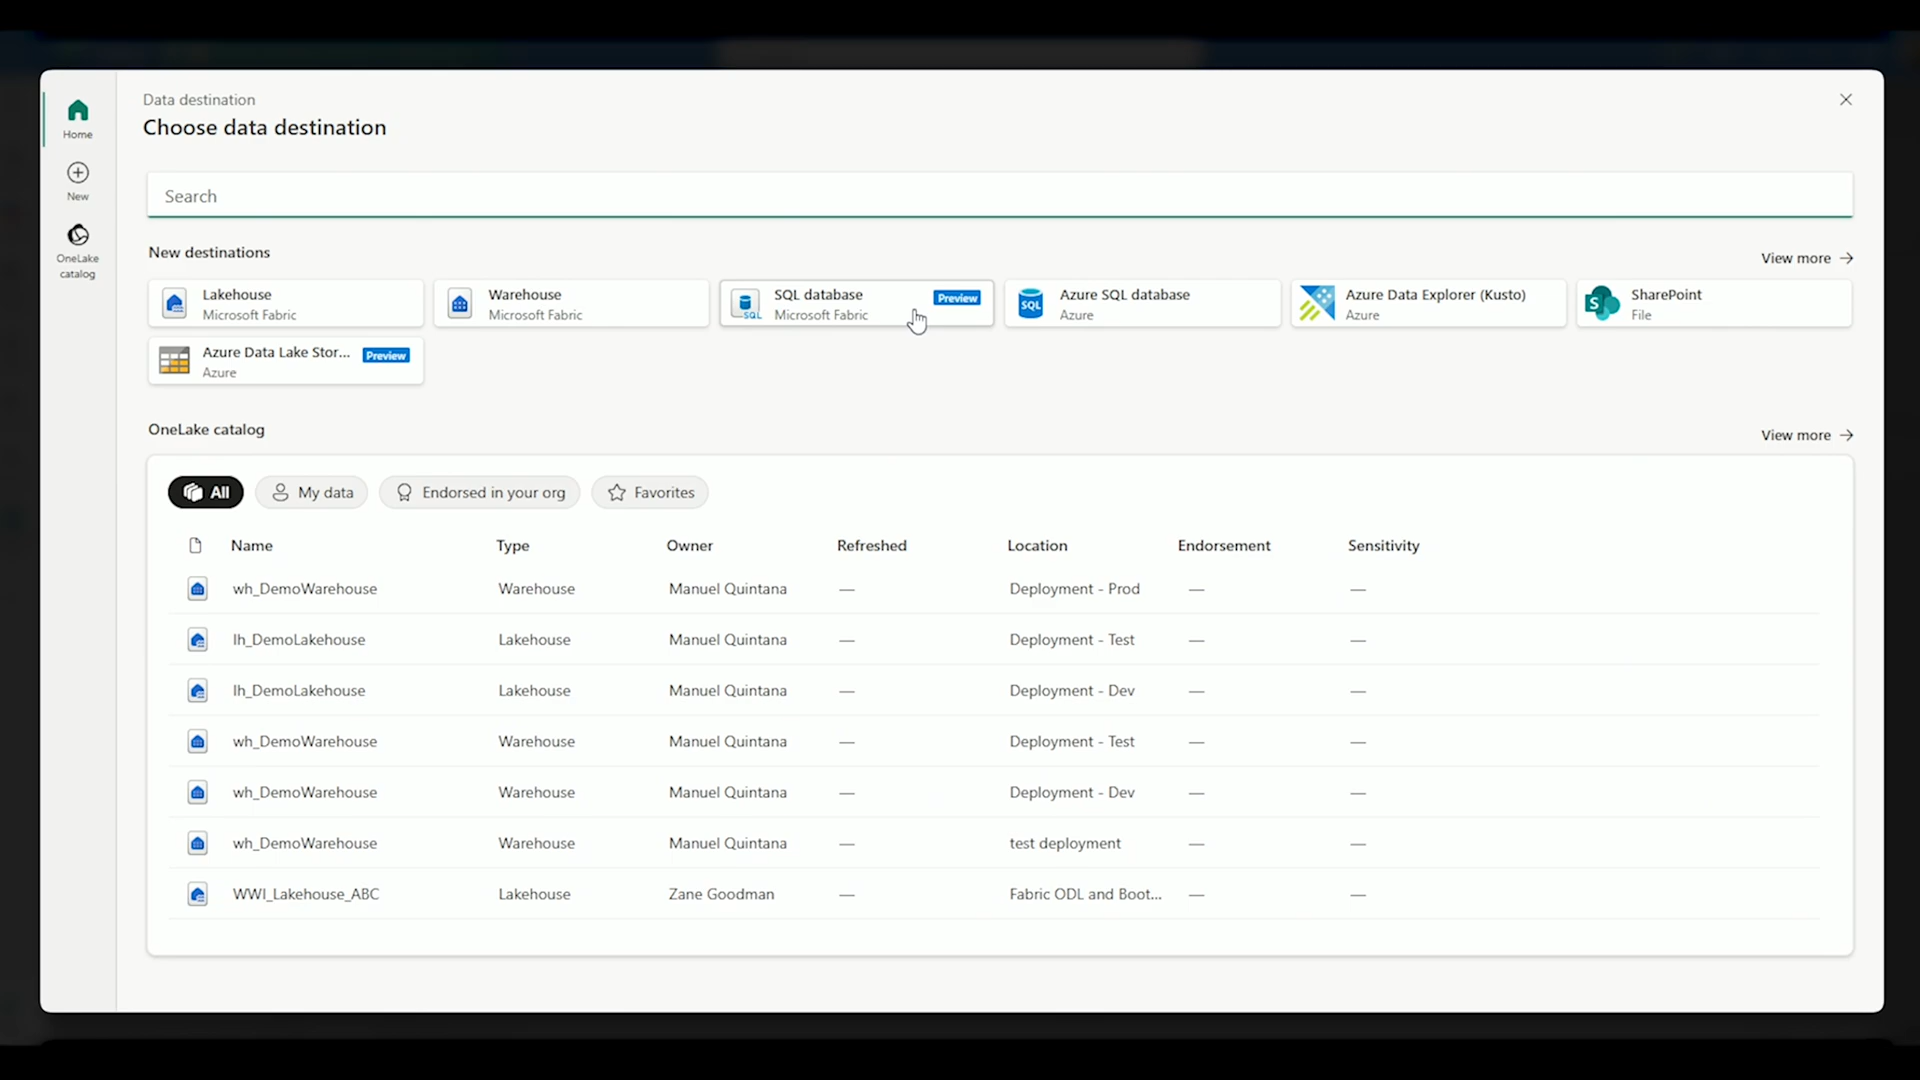 Data destination
Choose data destination
Home
New
OneLake
catalog
Search
New destinations
View more
Lakehouse
Microsoft Fabric
Warehouse
Microsoft Fabric
SQL database
Microsoft Fabric
Preview
SQL
Azure SQL database
Azure
SQL
Azure Data Explorer (Kusto)
Azure
SharePoint
File
S
Azure Data Lake Stor...
Azure
Preview
OneLake catalog
View more
All My data Endorsed in your org Favorites
Name Type Owner Refreshed Location Endorsement Sensitivity
wh_DemoWarehouse Warehouse Manuel Quintana — Deployment - Prod — —
lh_DemoLakehouse Lakehouse Manuel Quintana — Deployment - Test — —
lh_DemoLakehouse Lakehouse Manuel Quintana — Deployment - Dev — —
wh_DemoWarehouse Warehouse Manuel Quintana — Deployment - Test — —
wh_DemoWarehouse Warehouse Manuel Quintana — Deployment - Dev — —
wh_DemoWarehouse Warehouse Manuel Quintana — test deployment — —
WWI_Lakehouse_ABC Lakehouse Zane Goodman — Fabric ODL and Boot... — —